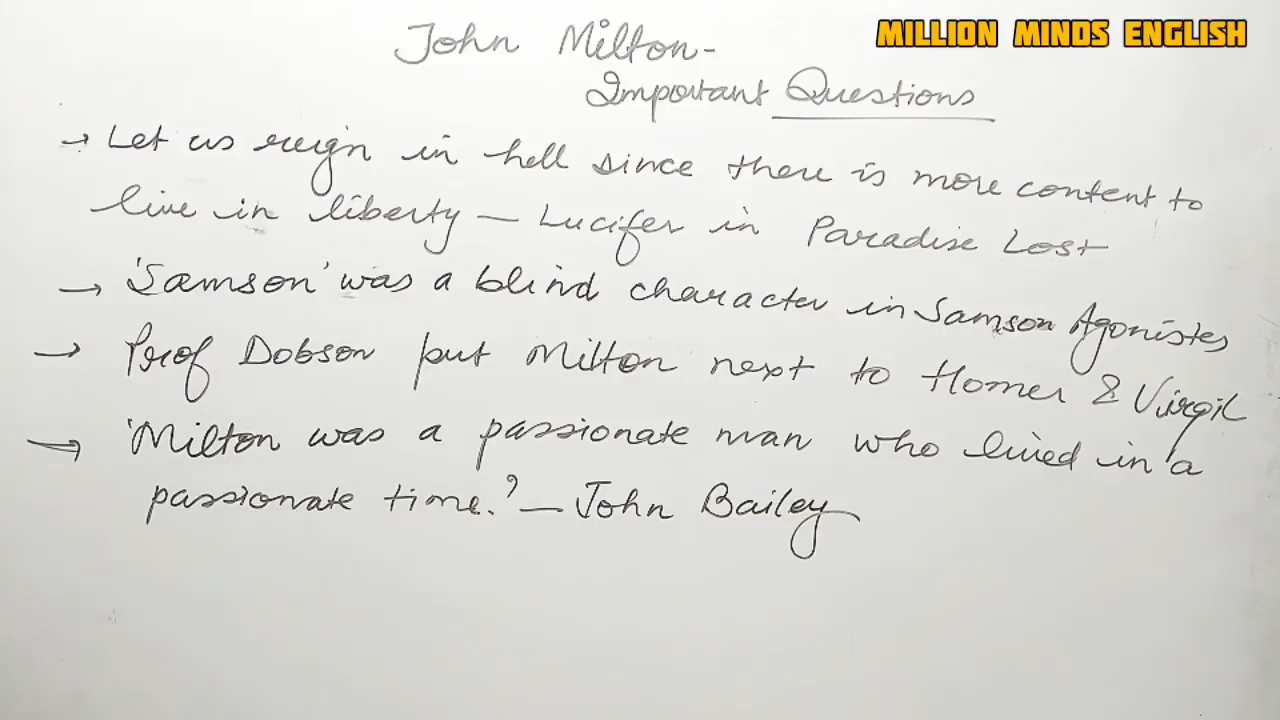 MILLION MINDS ENGLISH
John Milton-
Important Questions
→ Let us reign in hell since there is more content to
live in liberty — Lucifer in Paradise Lost
→ 'Samson' was a blind character in Samson Agonistes
→ Prof Dobson put Milton next to Homer & Virgil
→ 'Milton was a passionate man who lived in a
passionate time.' — John Bailey